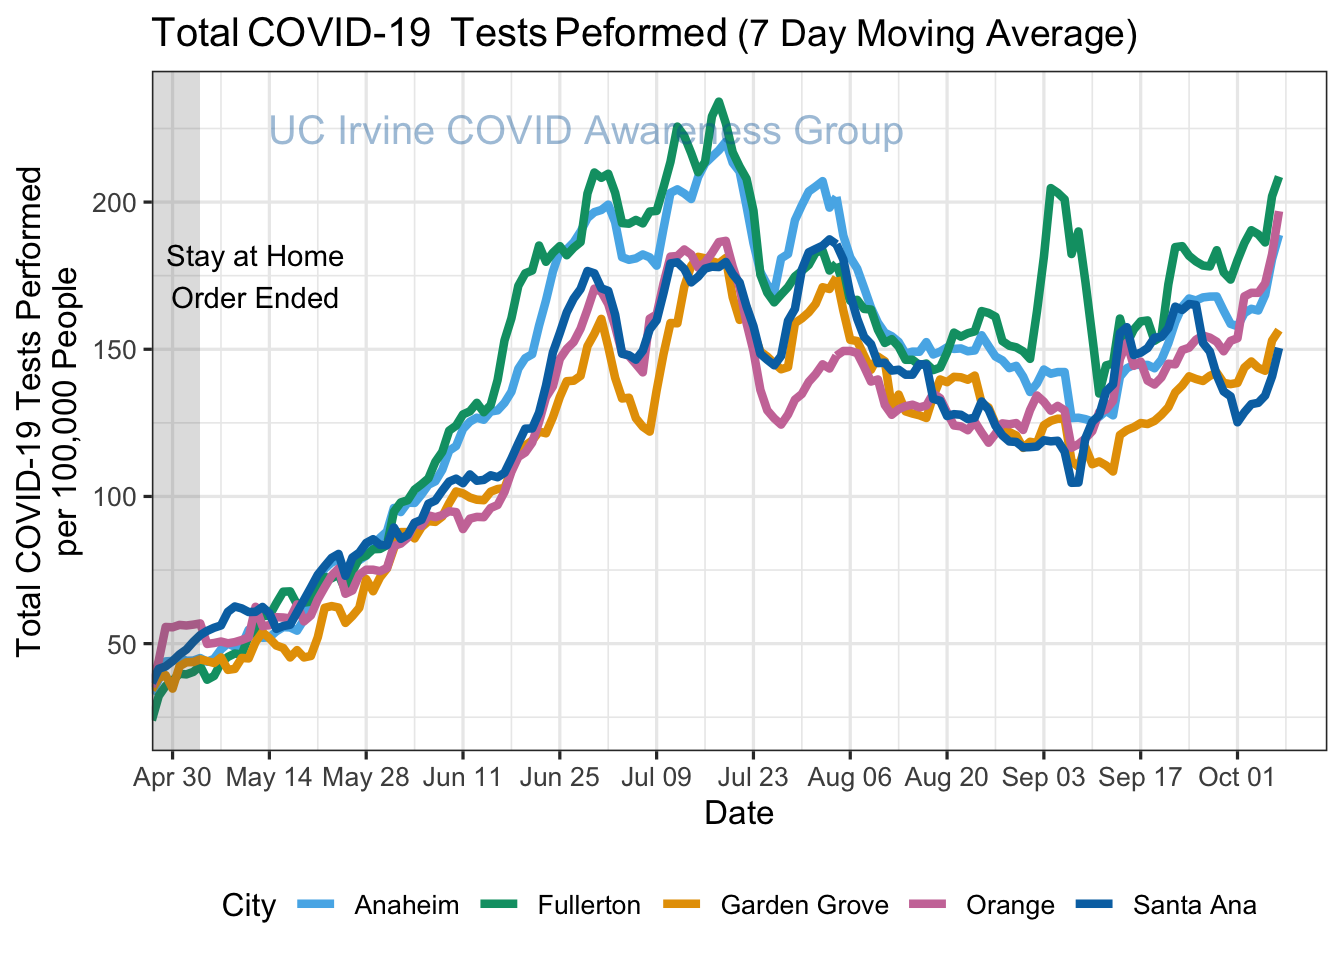 Total COVID-19  Tests Peformed (7 Day Moving Average)
UC Irvine COVID Awareness Group
Stay at Home
Order Ended
Total COVID-19 Tests Performed
per 100,000 People
200
150
100
50
Apr 30 May 14 May 28 Jun 11 Jun 25 Jul 09 Jul 23 Aug 06 Aug 20 Sep 03 Sep 17 Oct 01
Date
City Anaheim Fullerton Garden Grove Orange Santa Ana